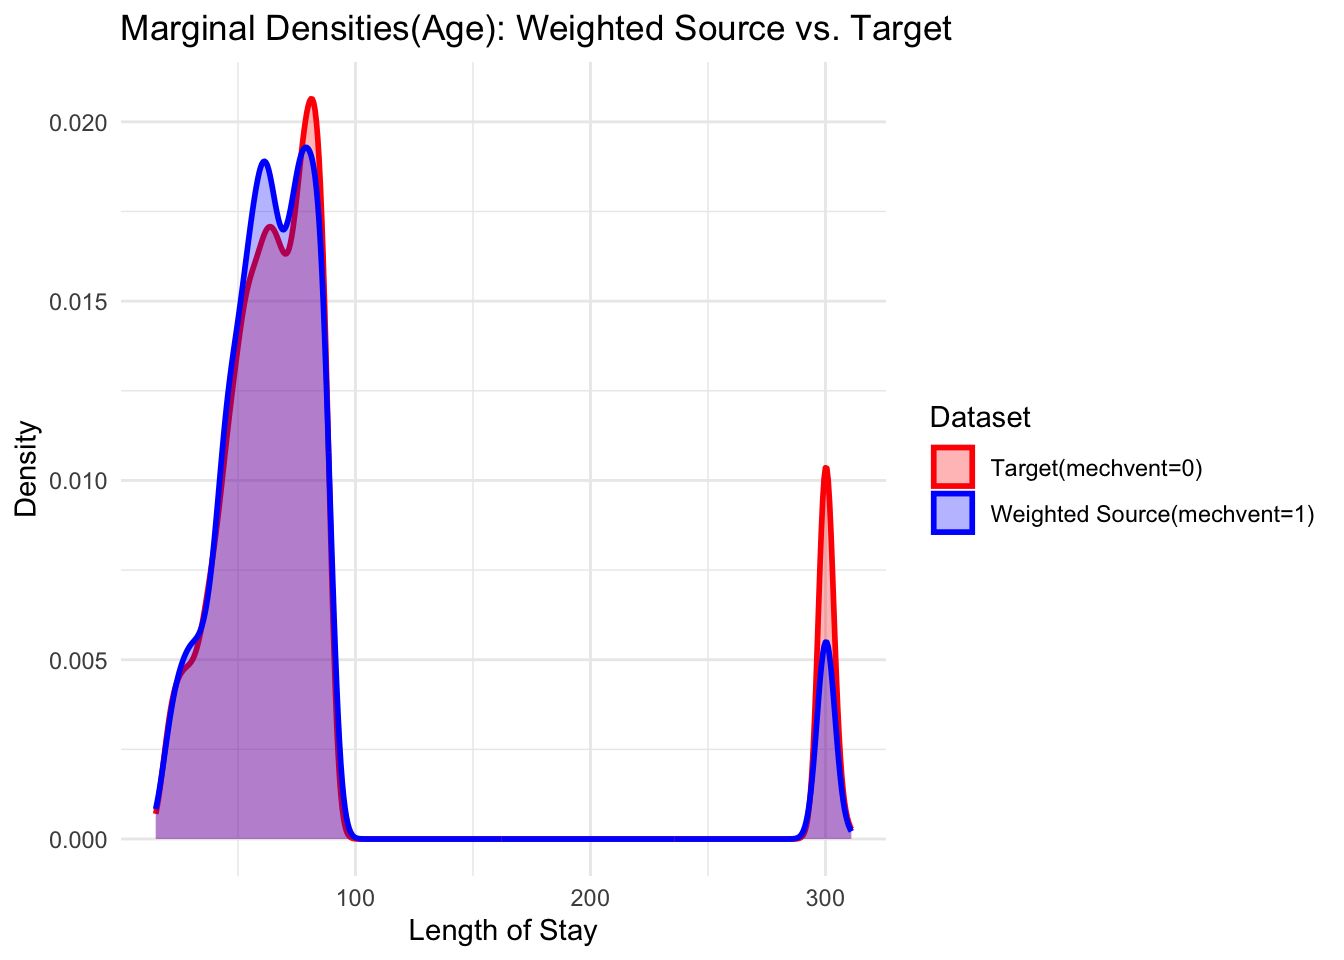 Marginal Densities(Age): Weighted Source vs. Target
0.020
0.015
0.010
0.005
0.000
Density
100
200
300
Length of Stay
Dataset
Target(mechvent=0)
Weighted Source(mechvent=1)